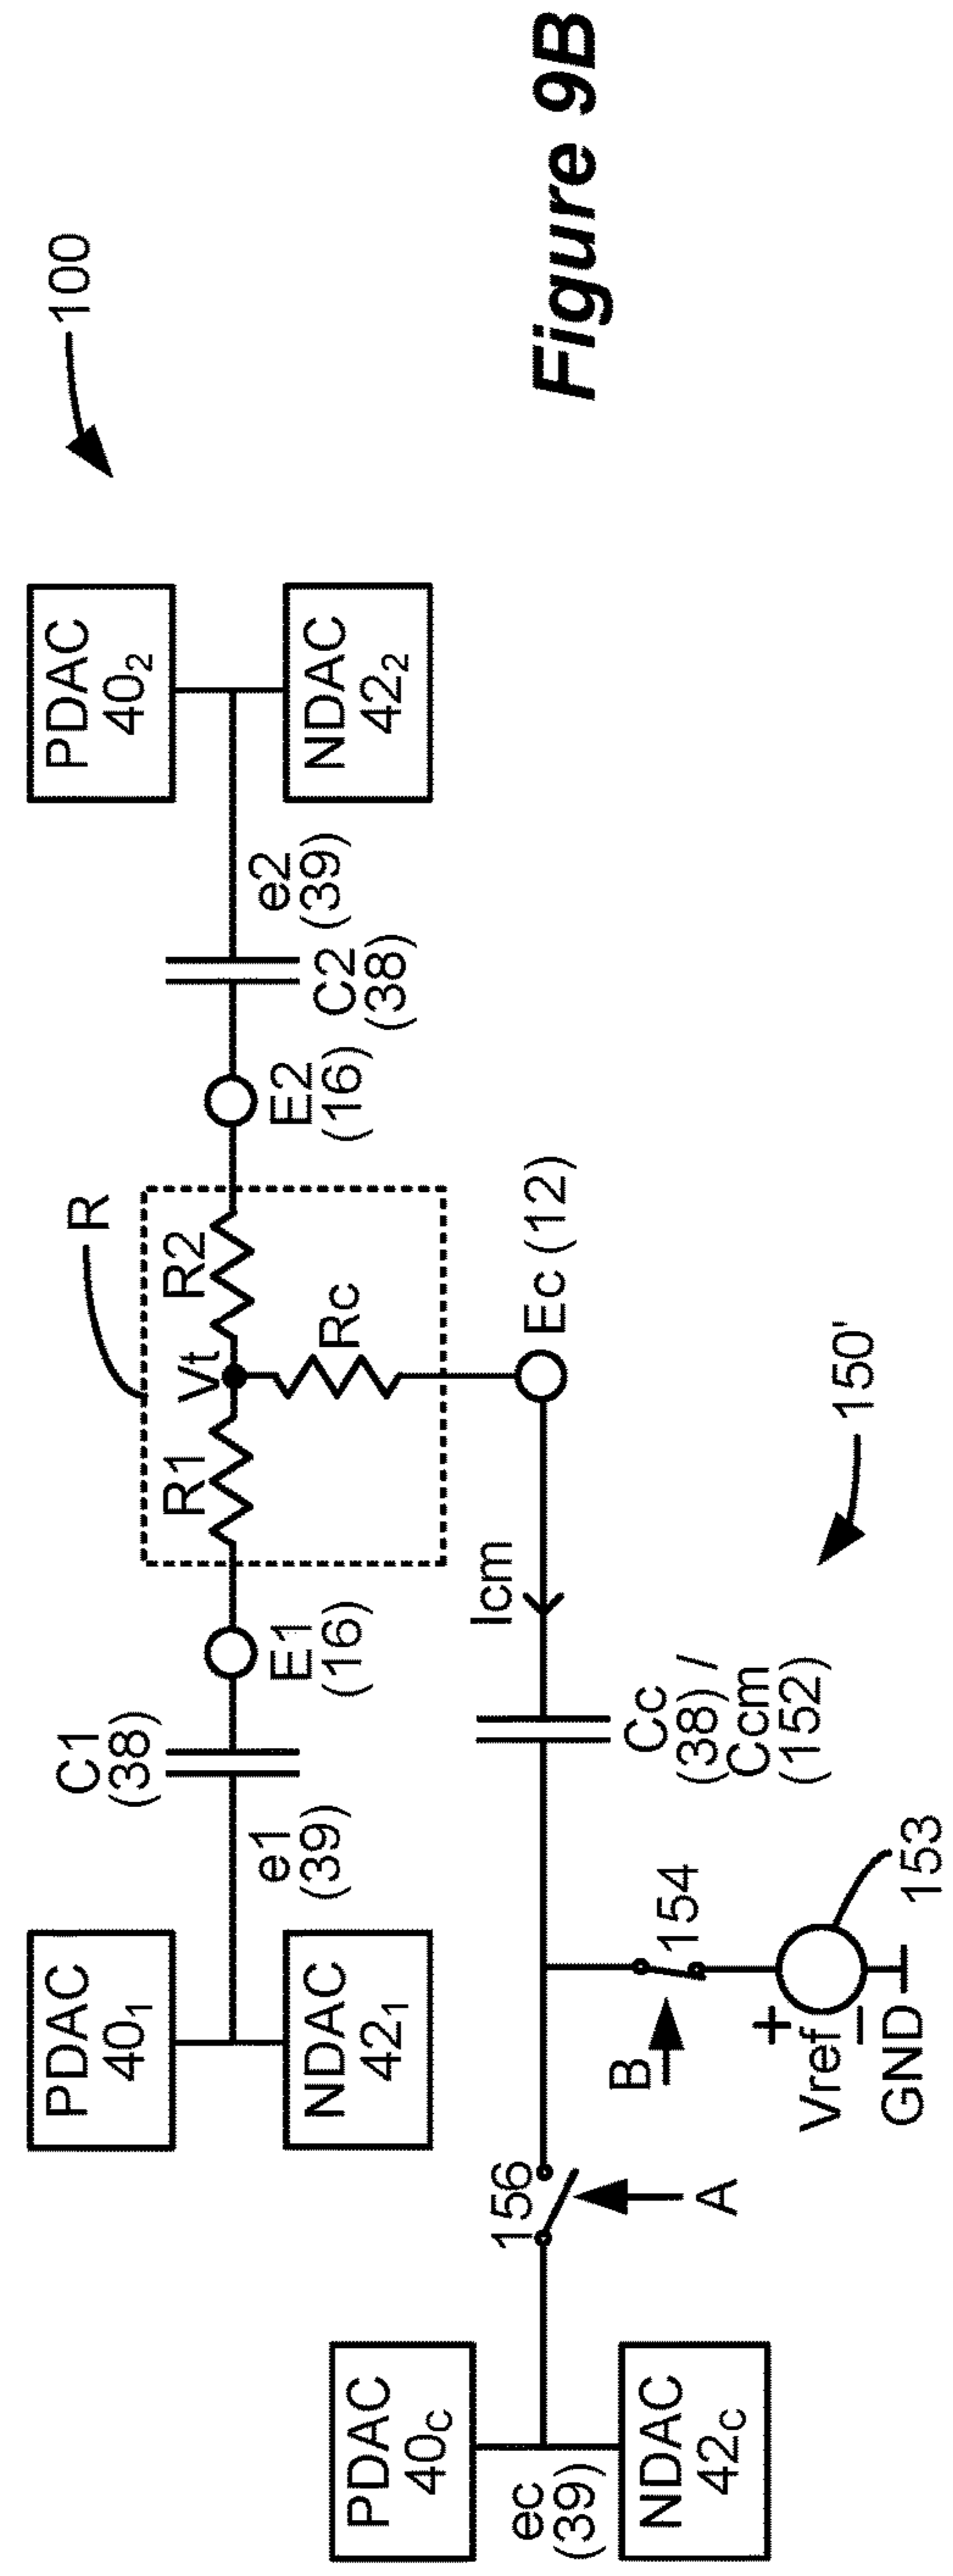 100
PDAC
40₁
NDAC
42₁
e1
(39)
C1
(38)
E1
(16)
R
R1
Vt
R2
Rc
E2
(16)
C2
(38)
e2
(39)
PDAC
40₂
NDAC
42₂
PDAC
40C
NDAC
42C
ec
(39)
156
A
B
154
+
Vref
–
GND
153
Cc
(38) /
Ccm
(152)
Icm
Ec (12)
150'
Figure 9B